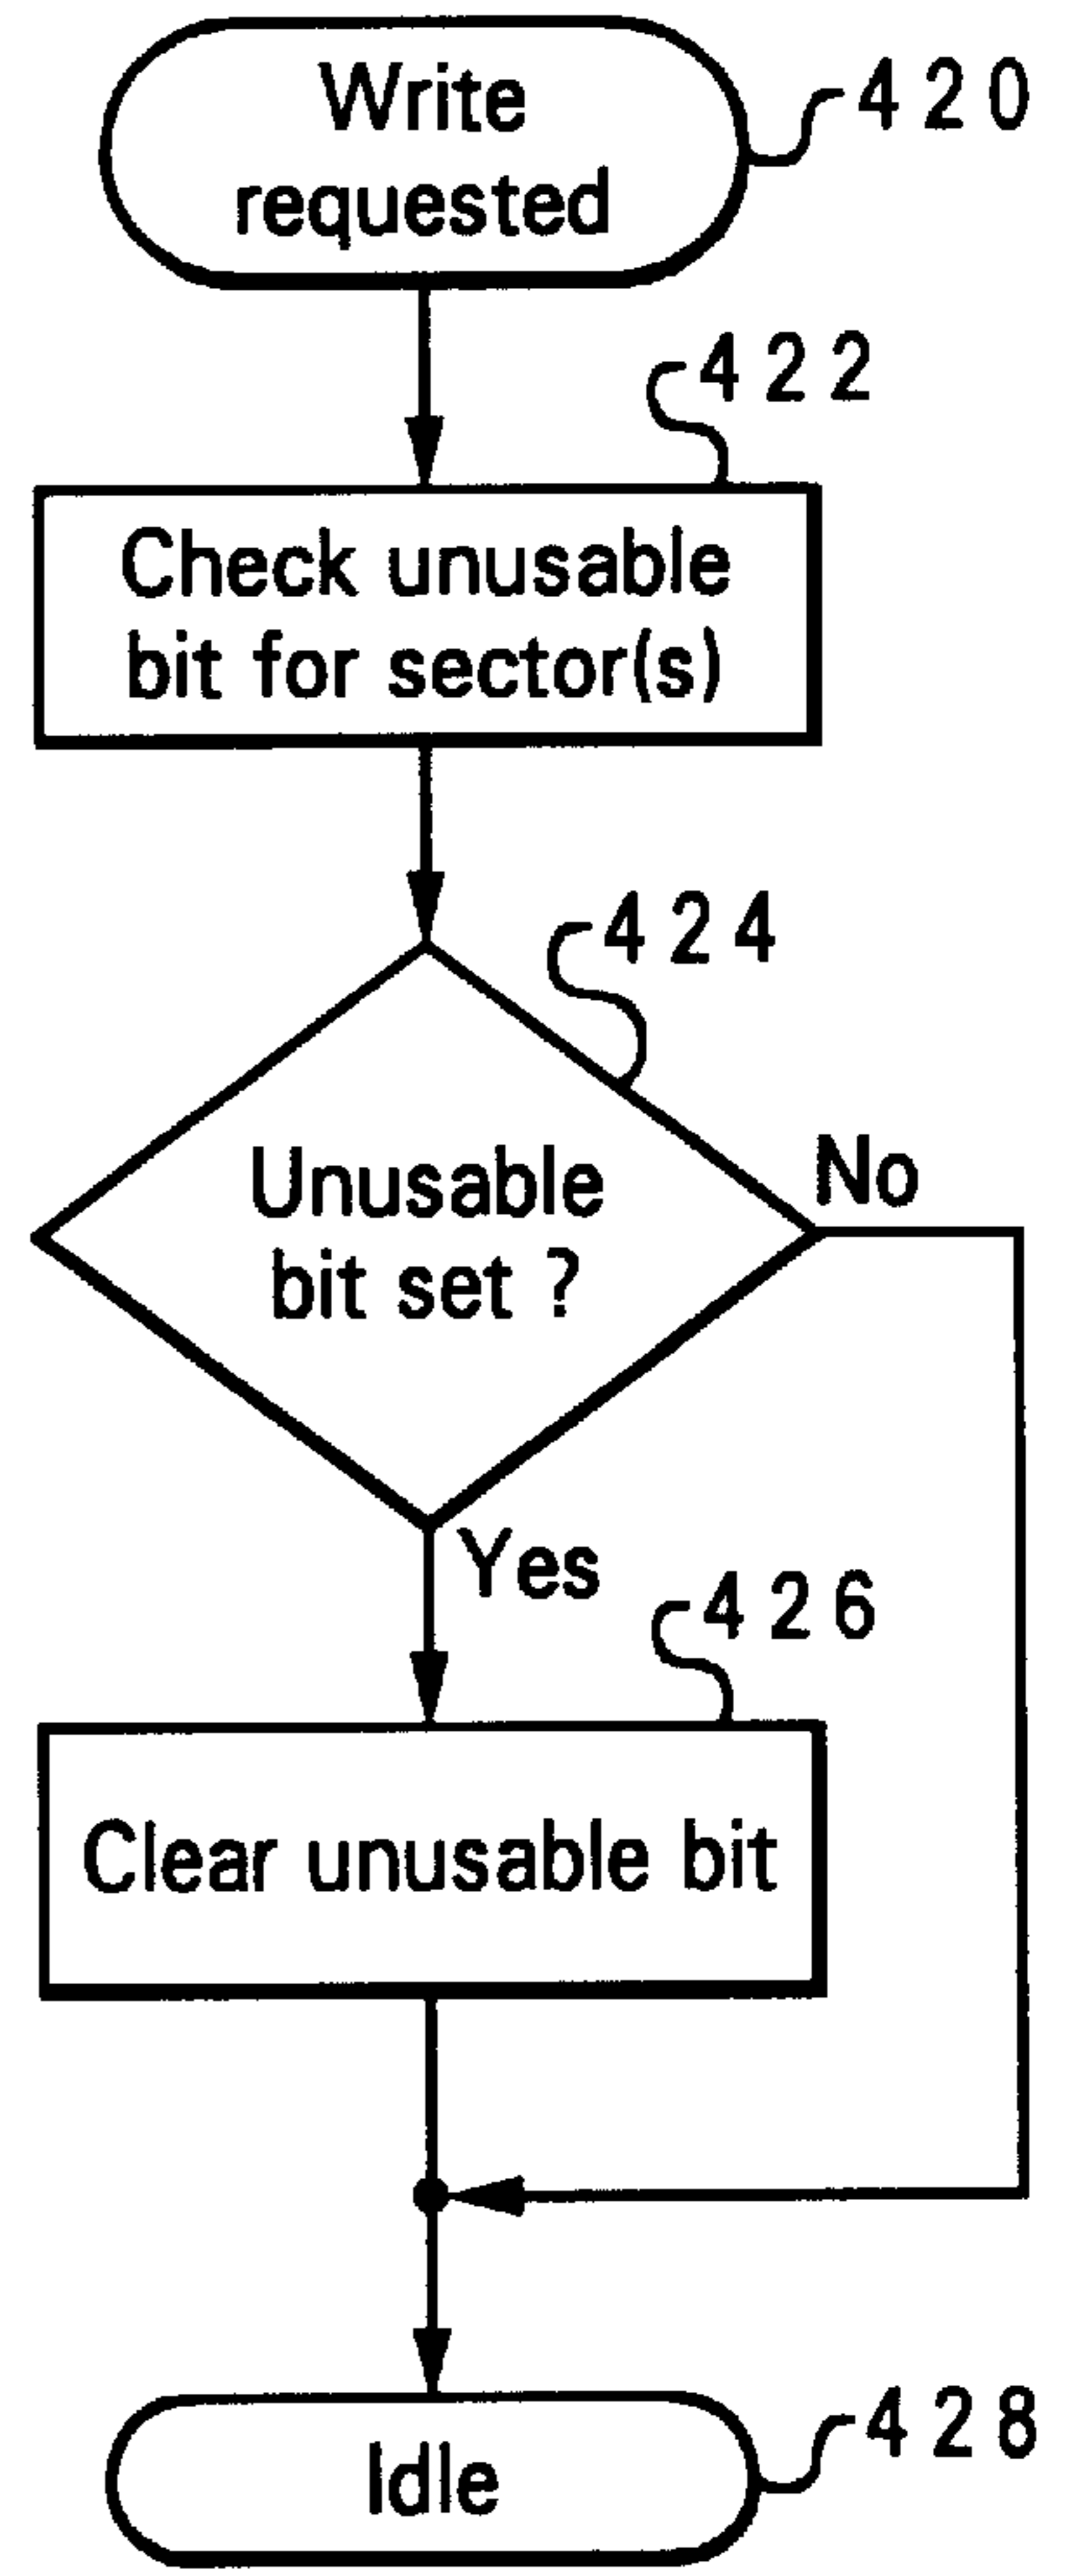 Write
requested
420
422
Check unusable
bit for sector(s)
424
Unusable
bit set ?
No
Yes
426
Clear unusable bit
Idle
428